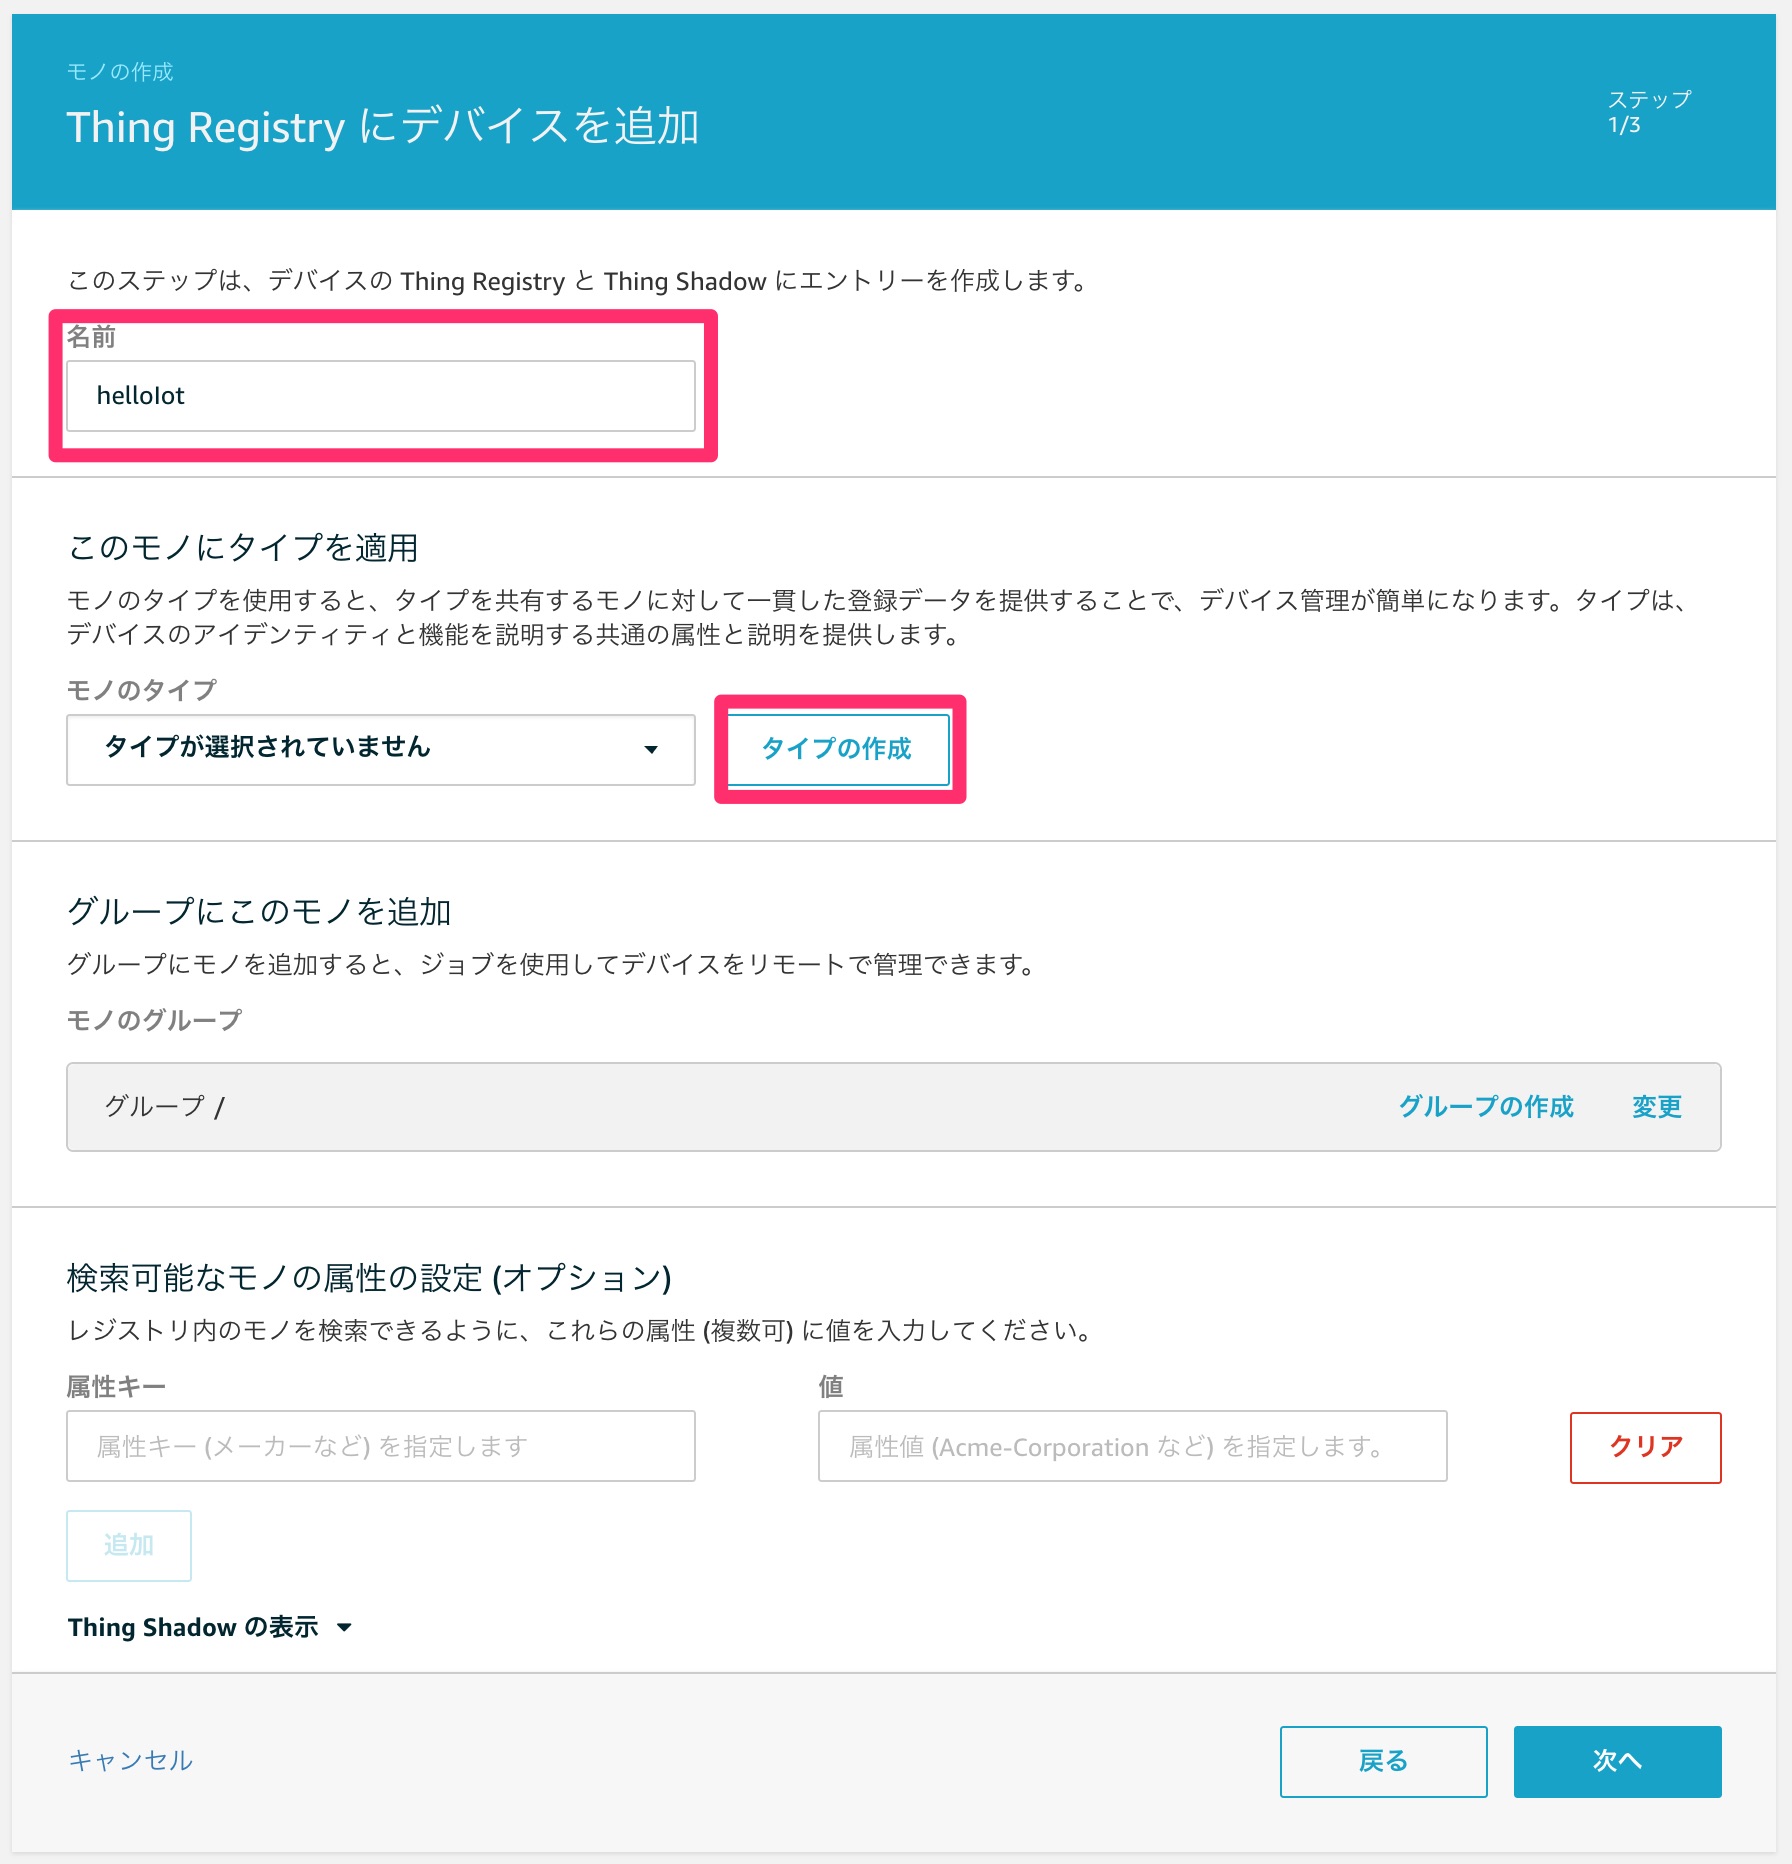 モノの作成
Thing Registry にデバイスを追加
ステップ
1/3
このステップは、デバイスの Thing Registry と Thing Shadow にエントリーを作成します。
名前
helloIot
このモノにタイプを適用
モノのタイプを使用すると、タイプを共有するモノに対して一貫した登録データを提供することで、デバイス管理が簡単になります。タイプは、
デバイスのアイデンティティと機能を説明する共通の属性と説明を提供します。
モノのタイプ
タイプが選択されていません
タイプの作成
グループにこのモノを追加
グループにモノを追加すると、ジョブを使用してデバイスをリモートで管理できます。
モノのグループ
グループ /
グループの作成
変更
検索可能なモノの属性の設定 (オプション)
レジストリ内のモノを検索できるように、これらの属性 (複数可) に値を入力してください。
属性キー
値
属性キー (メーカーなど) を指定します
属性値 (Acme-Corporation など) を指定します。
クリア
追加
Thing Shadow の表示
キャンセル
戻る
次へ